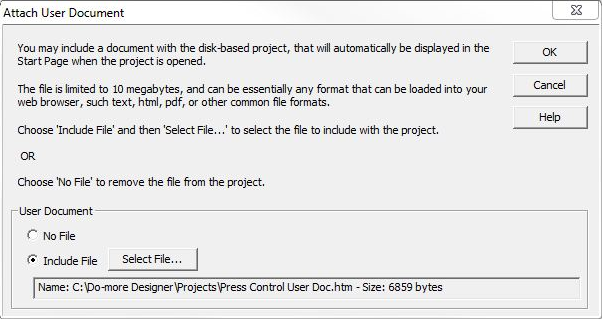 Attach User Document
You may include a document with the disk-based project, that will automatically be displayed in the
Start Page when the project is opened.
The file is limited to 10 megabytes, and can be essentially any format that can be loaded into your
web browser, such text, html, pdf, or other common file formats.
Choose 'Include File' and then 'Select File...' to select the file to include with the project.
OR
Choose 'No File' to remove the file from the project.
OK
Cancel
Help
User Document
No File
Include File
Select File...
Name: C:\Do-more Designer\Projects\Press Control User Doc.htm - Size: 6859 bytes